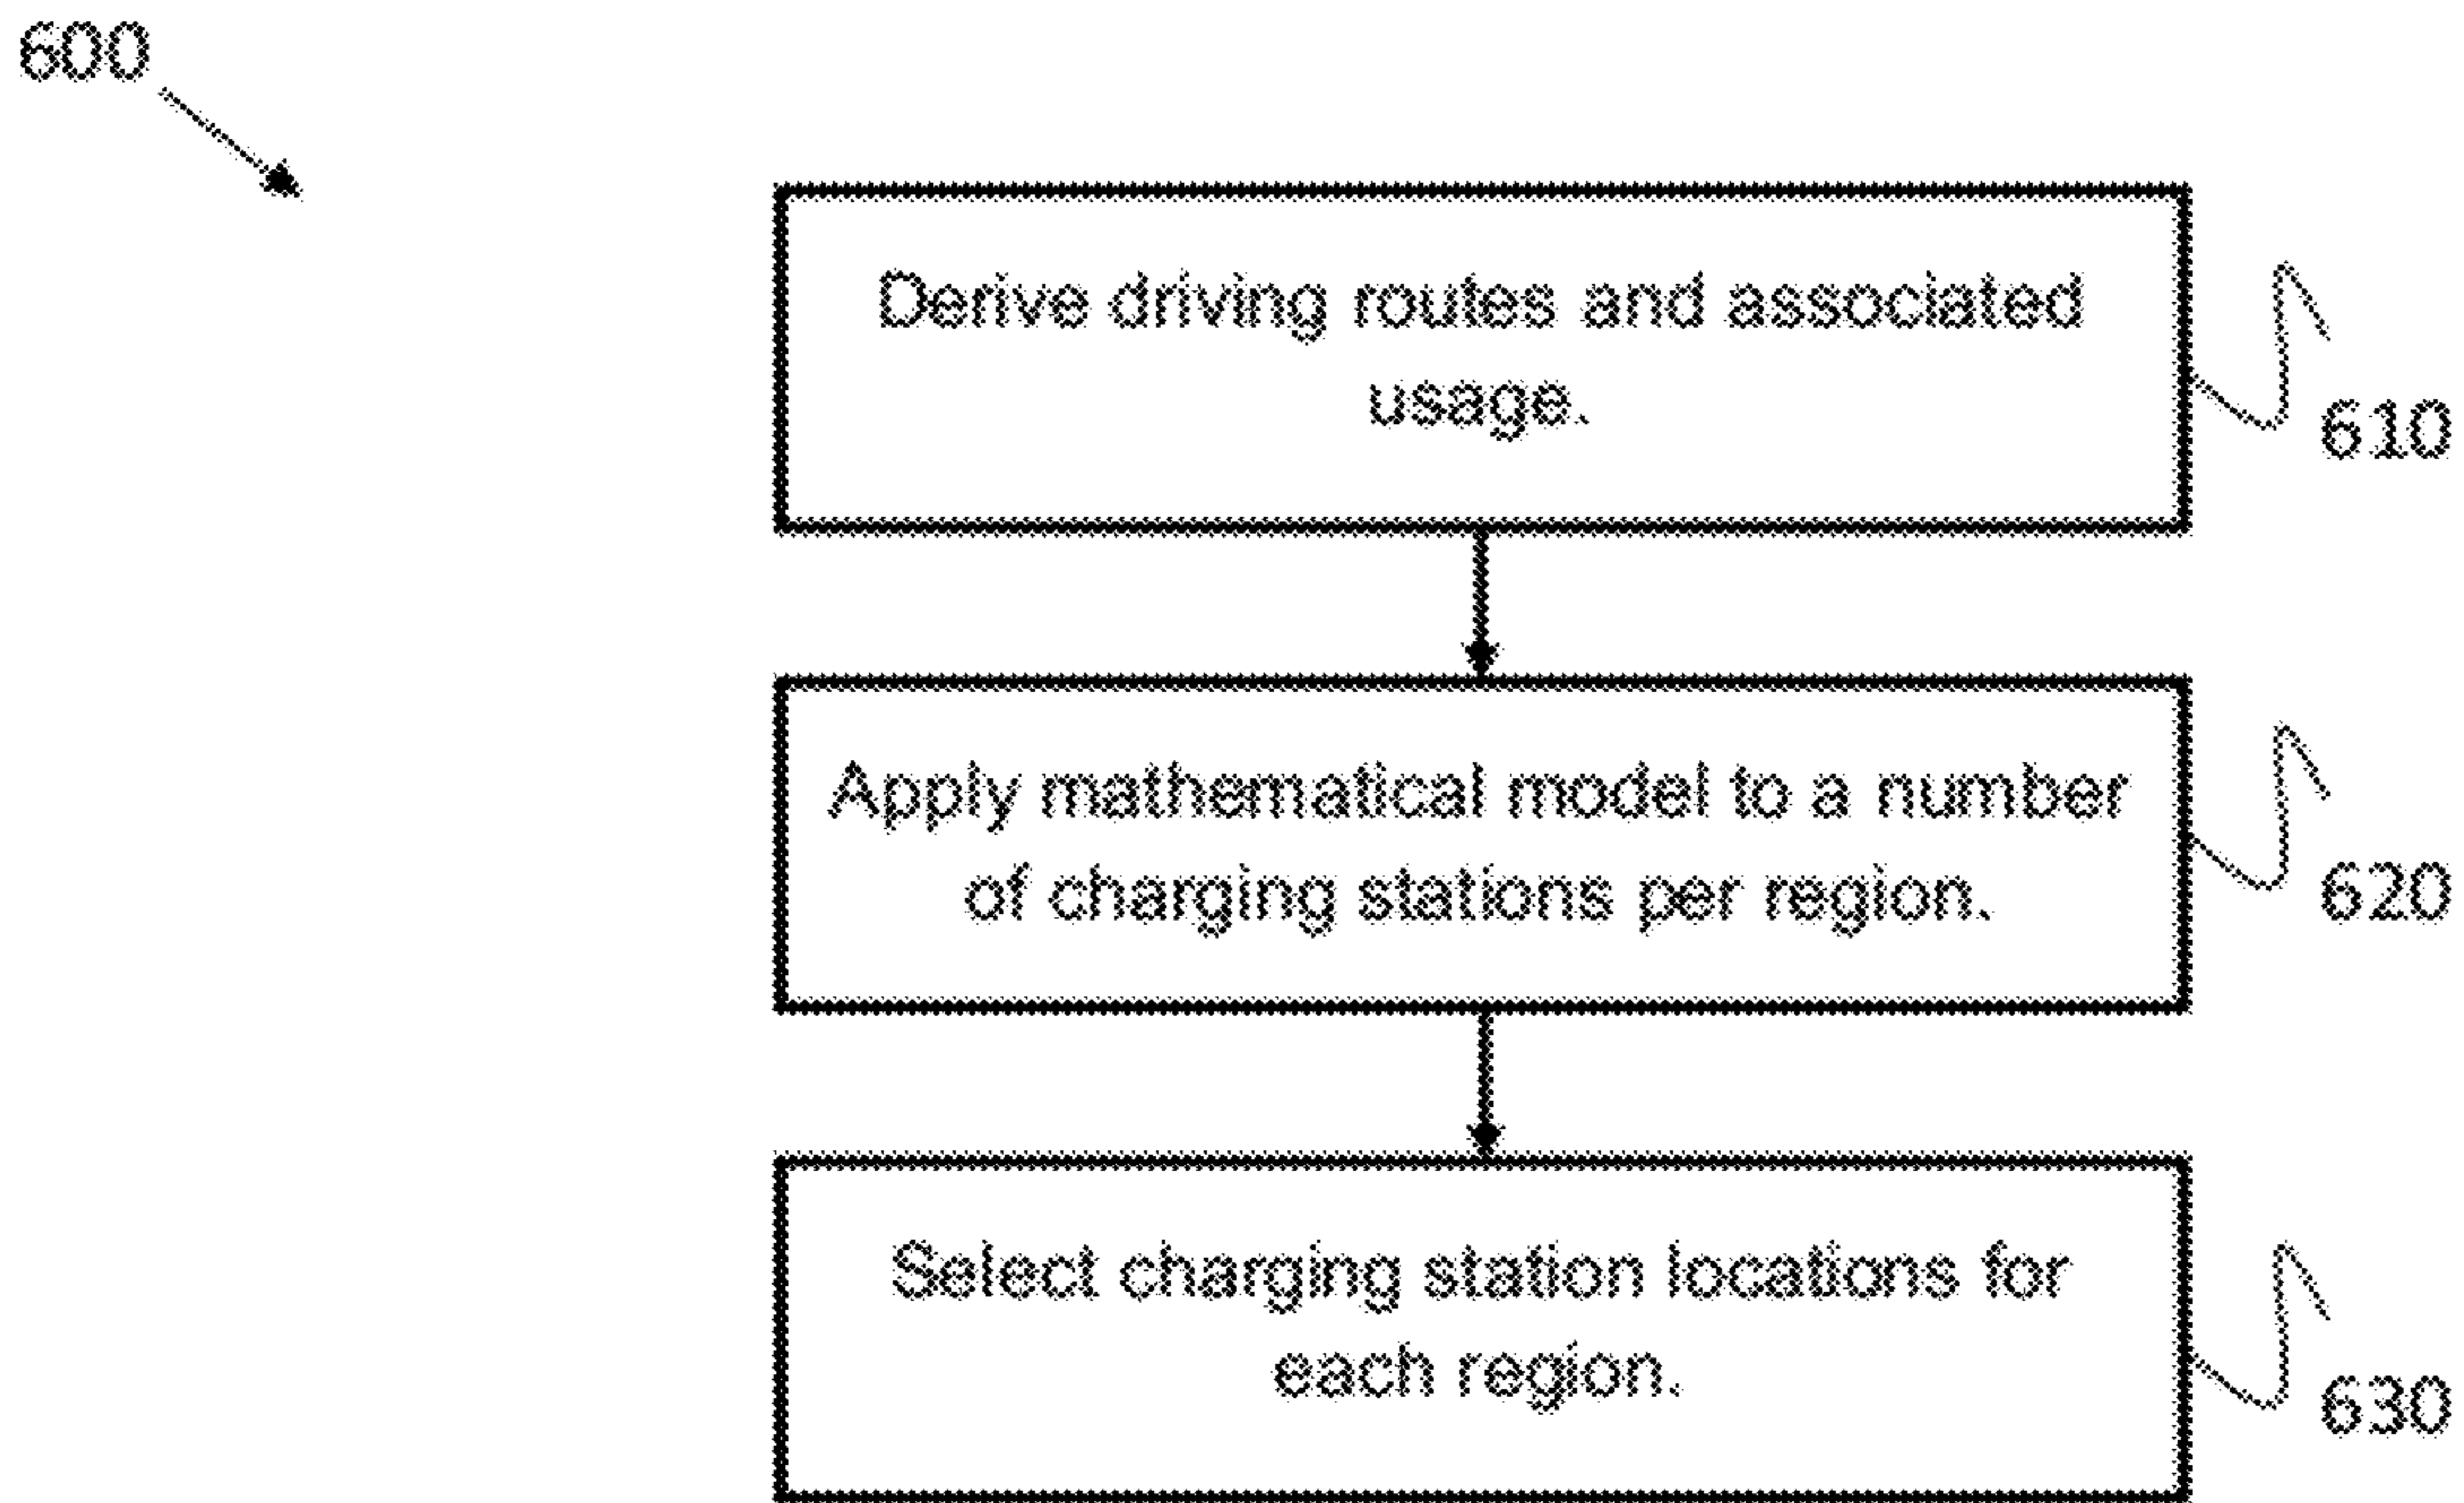 600
Derive driving routes and associated
usage.
610
Apply mathematical model to a number
of charging stations per region.
620
Select charging station locations for
each region.
630